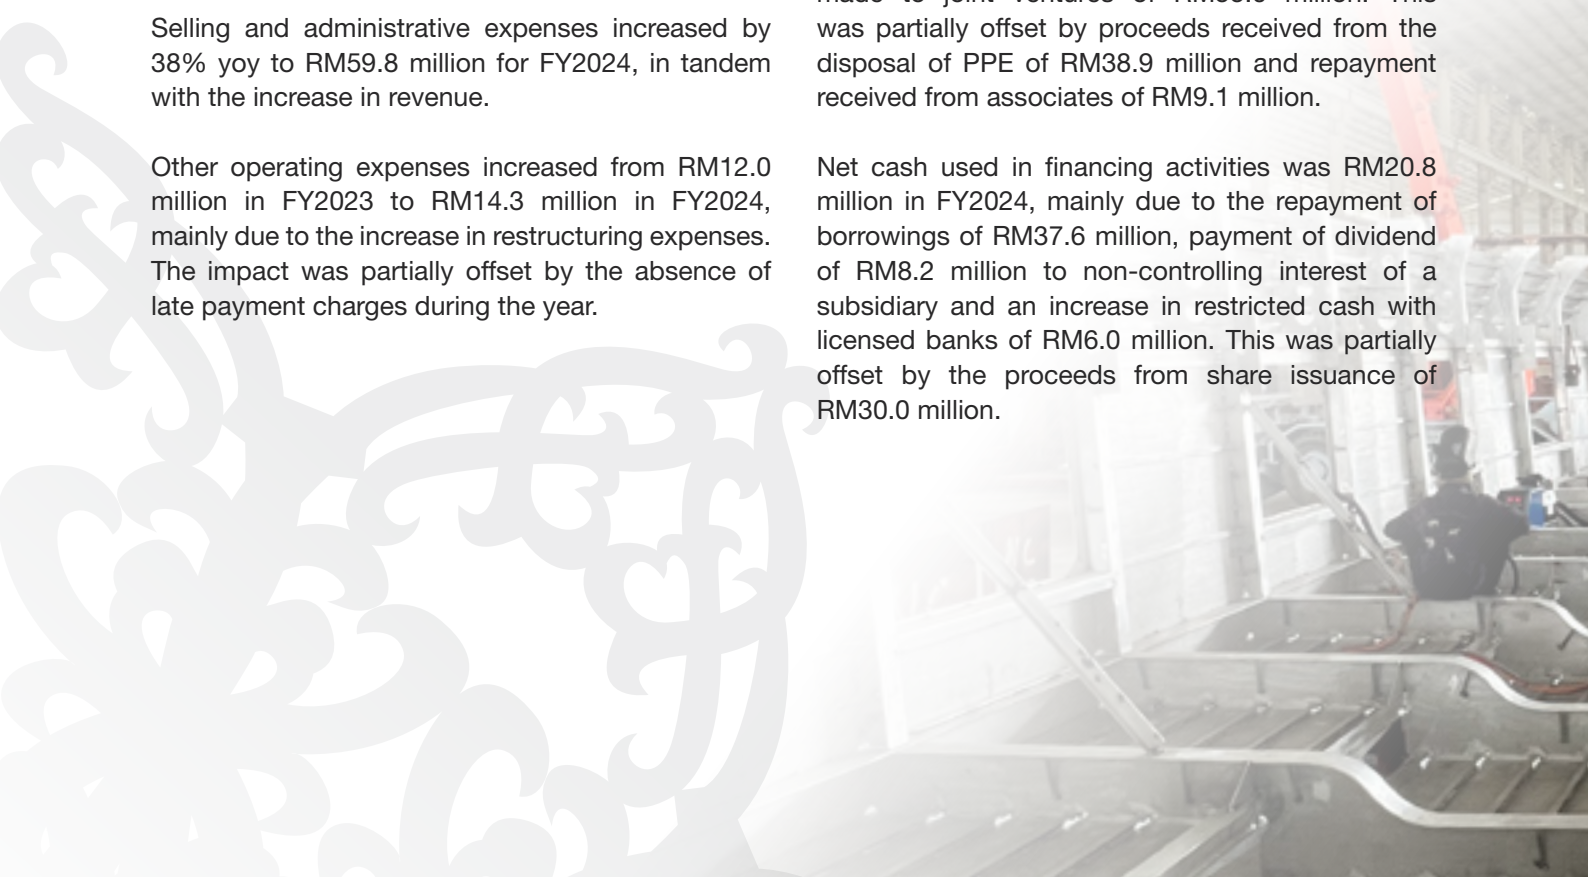 Selling and administrative expenses increased by
38% yoy to RM59.8 million for FY2024, in tandem
with the increase in revenue.
Other operating expenses increased from RM12.0
million in FY2023 to RM14.3 million in FY2024,
mainly due to the increase in restructuring expenses.
The impact was partially offset by the absence of
late payment charges during the year.
made to joint ventures of million. This
was partially offset by proceeds received from the
disposal of PPE of RM38.9 million and repayment
received from associates of RM9.1 million.
Net cash used in financing activities was RM20.8
million in FY2024, mainly due to the repayment of
borrowings of RM37.6 million, payment of dividend
of RM8.2 million to non-controlling interest of a
subsidiary and an increase in restricted cash with
licensed banks of RM6.0 million. This was partially
offset by the proceeds from share issuance of
RM30.0 million.